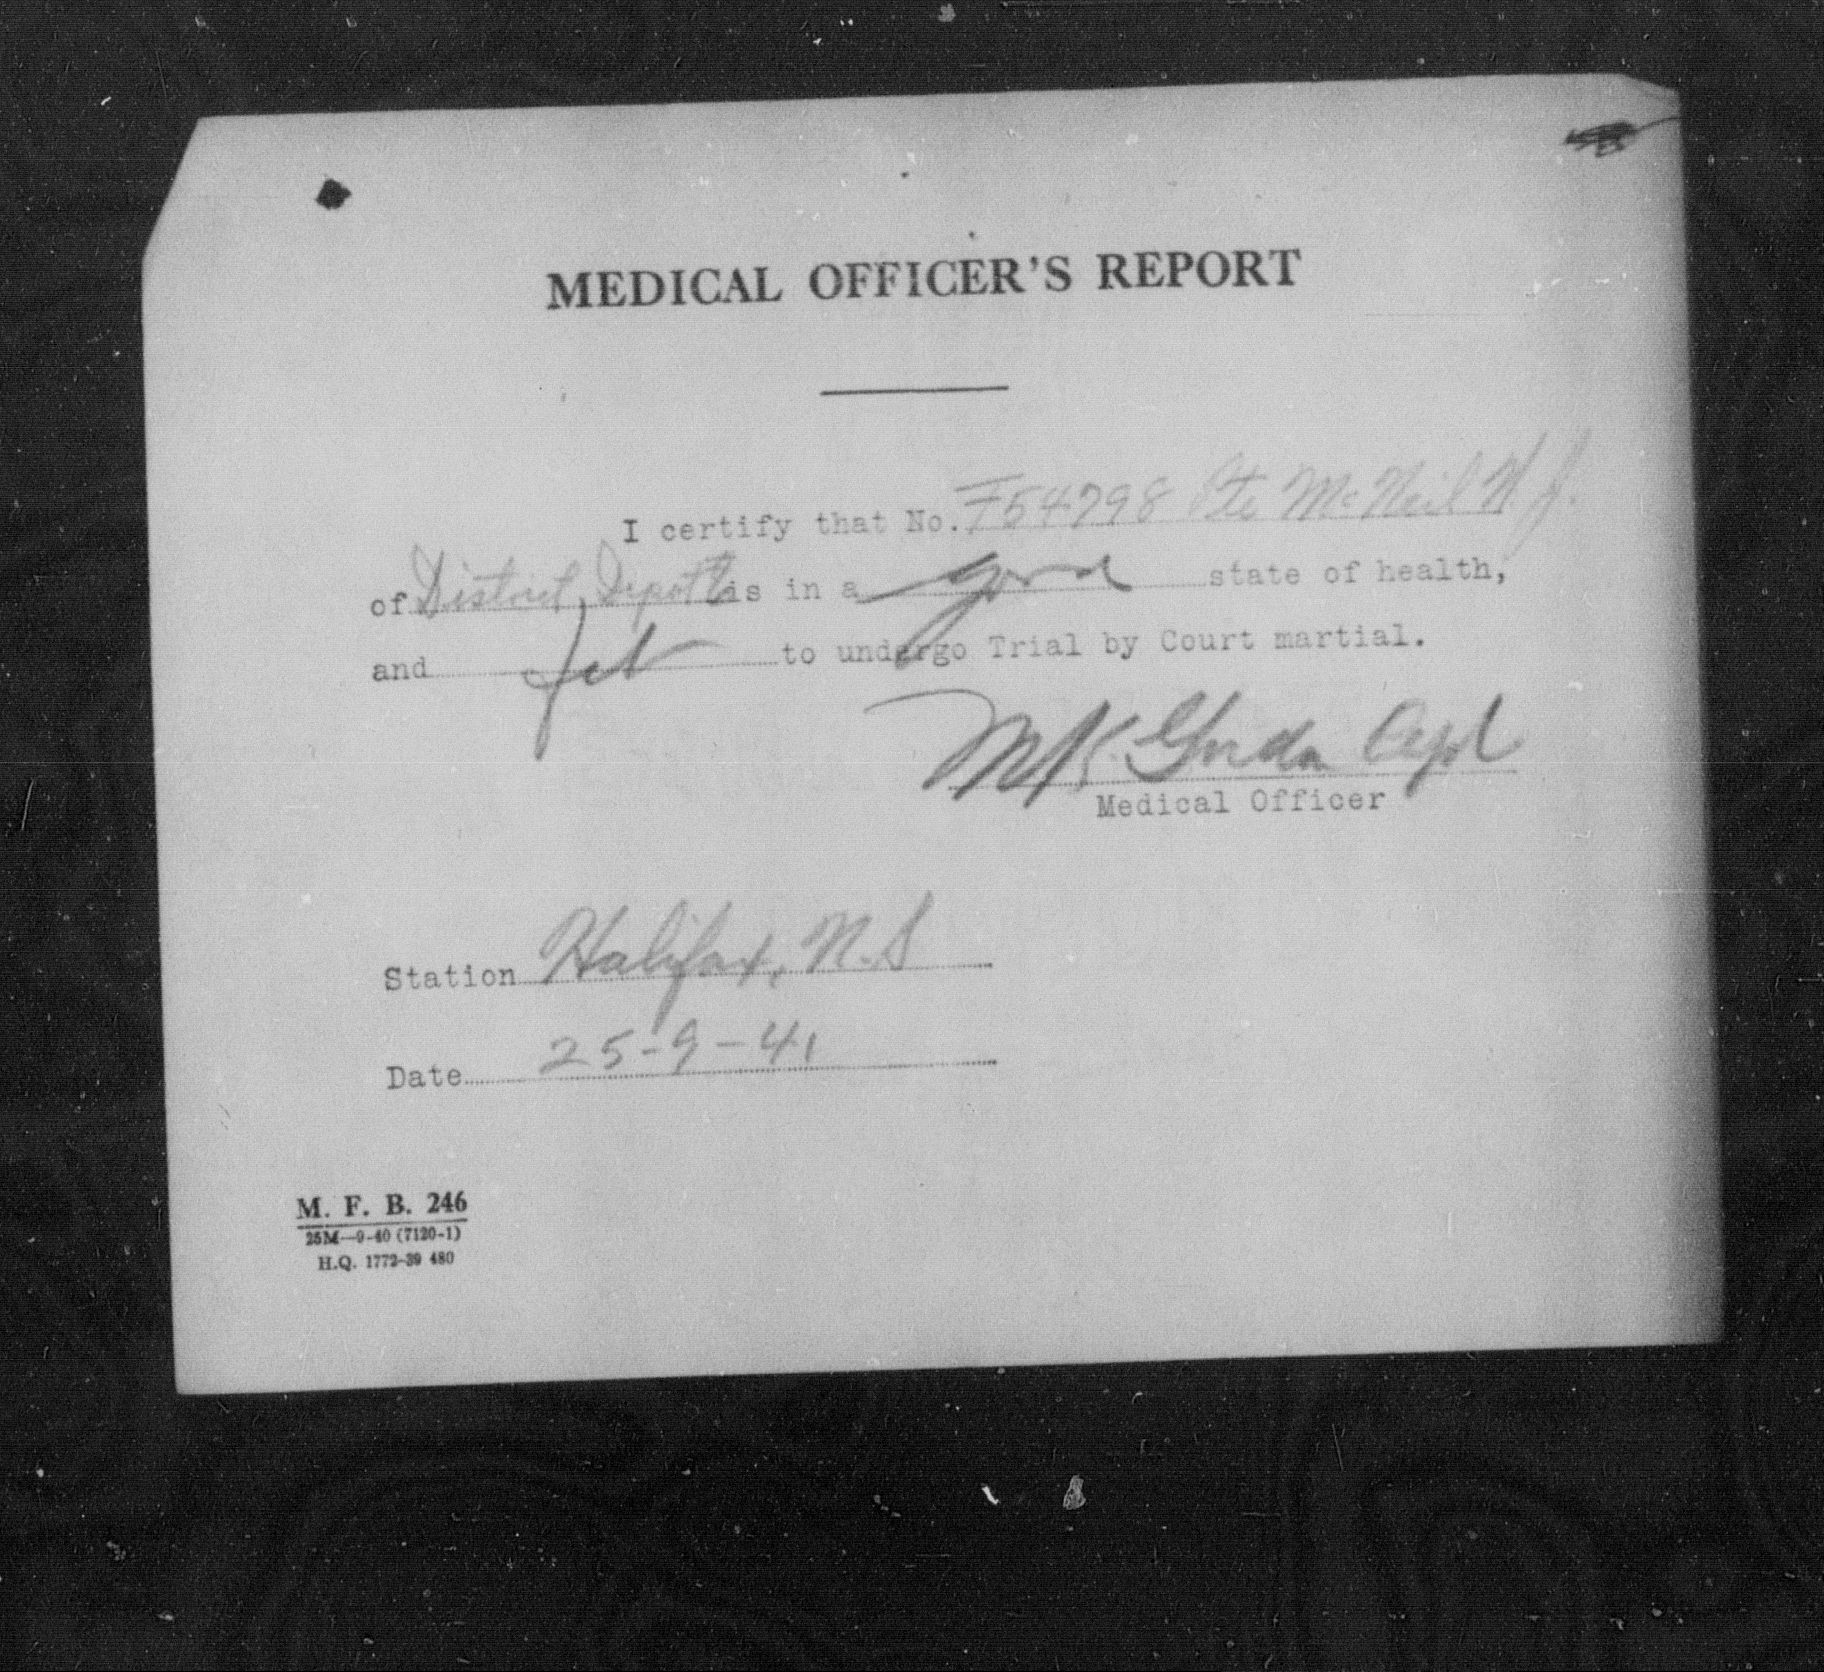 MEDICAL OFFICER'S REPORT
I certify that No. F54798 Pte McNeil W J.
of District Depot is in a good state of health,
and fit to undergo Trial by Court martial.
Gordon Capt
Medical Officer
Station Halifax, N.S
Date 25-9-41
M. F. B. 246
25M—9-40 (7120-1)
H.Q. 1772-39 480